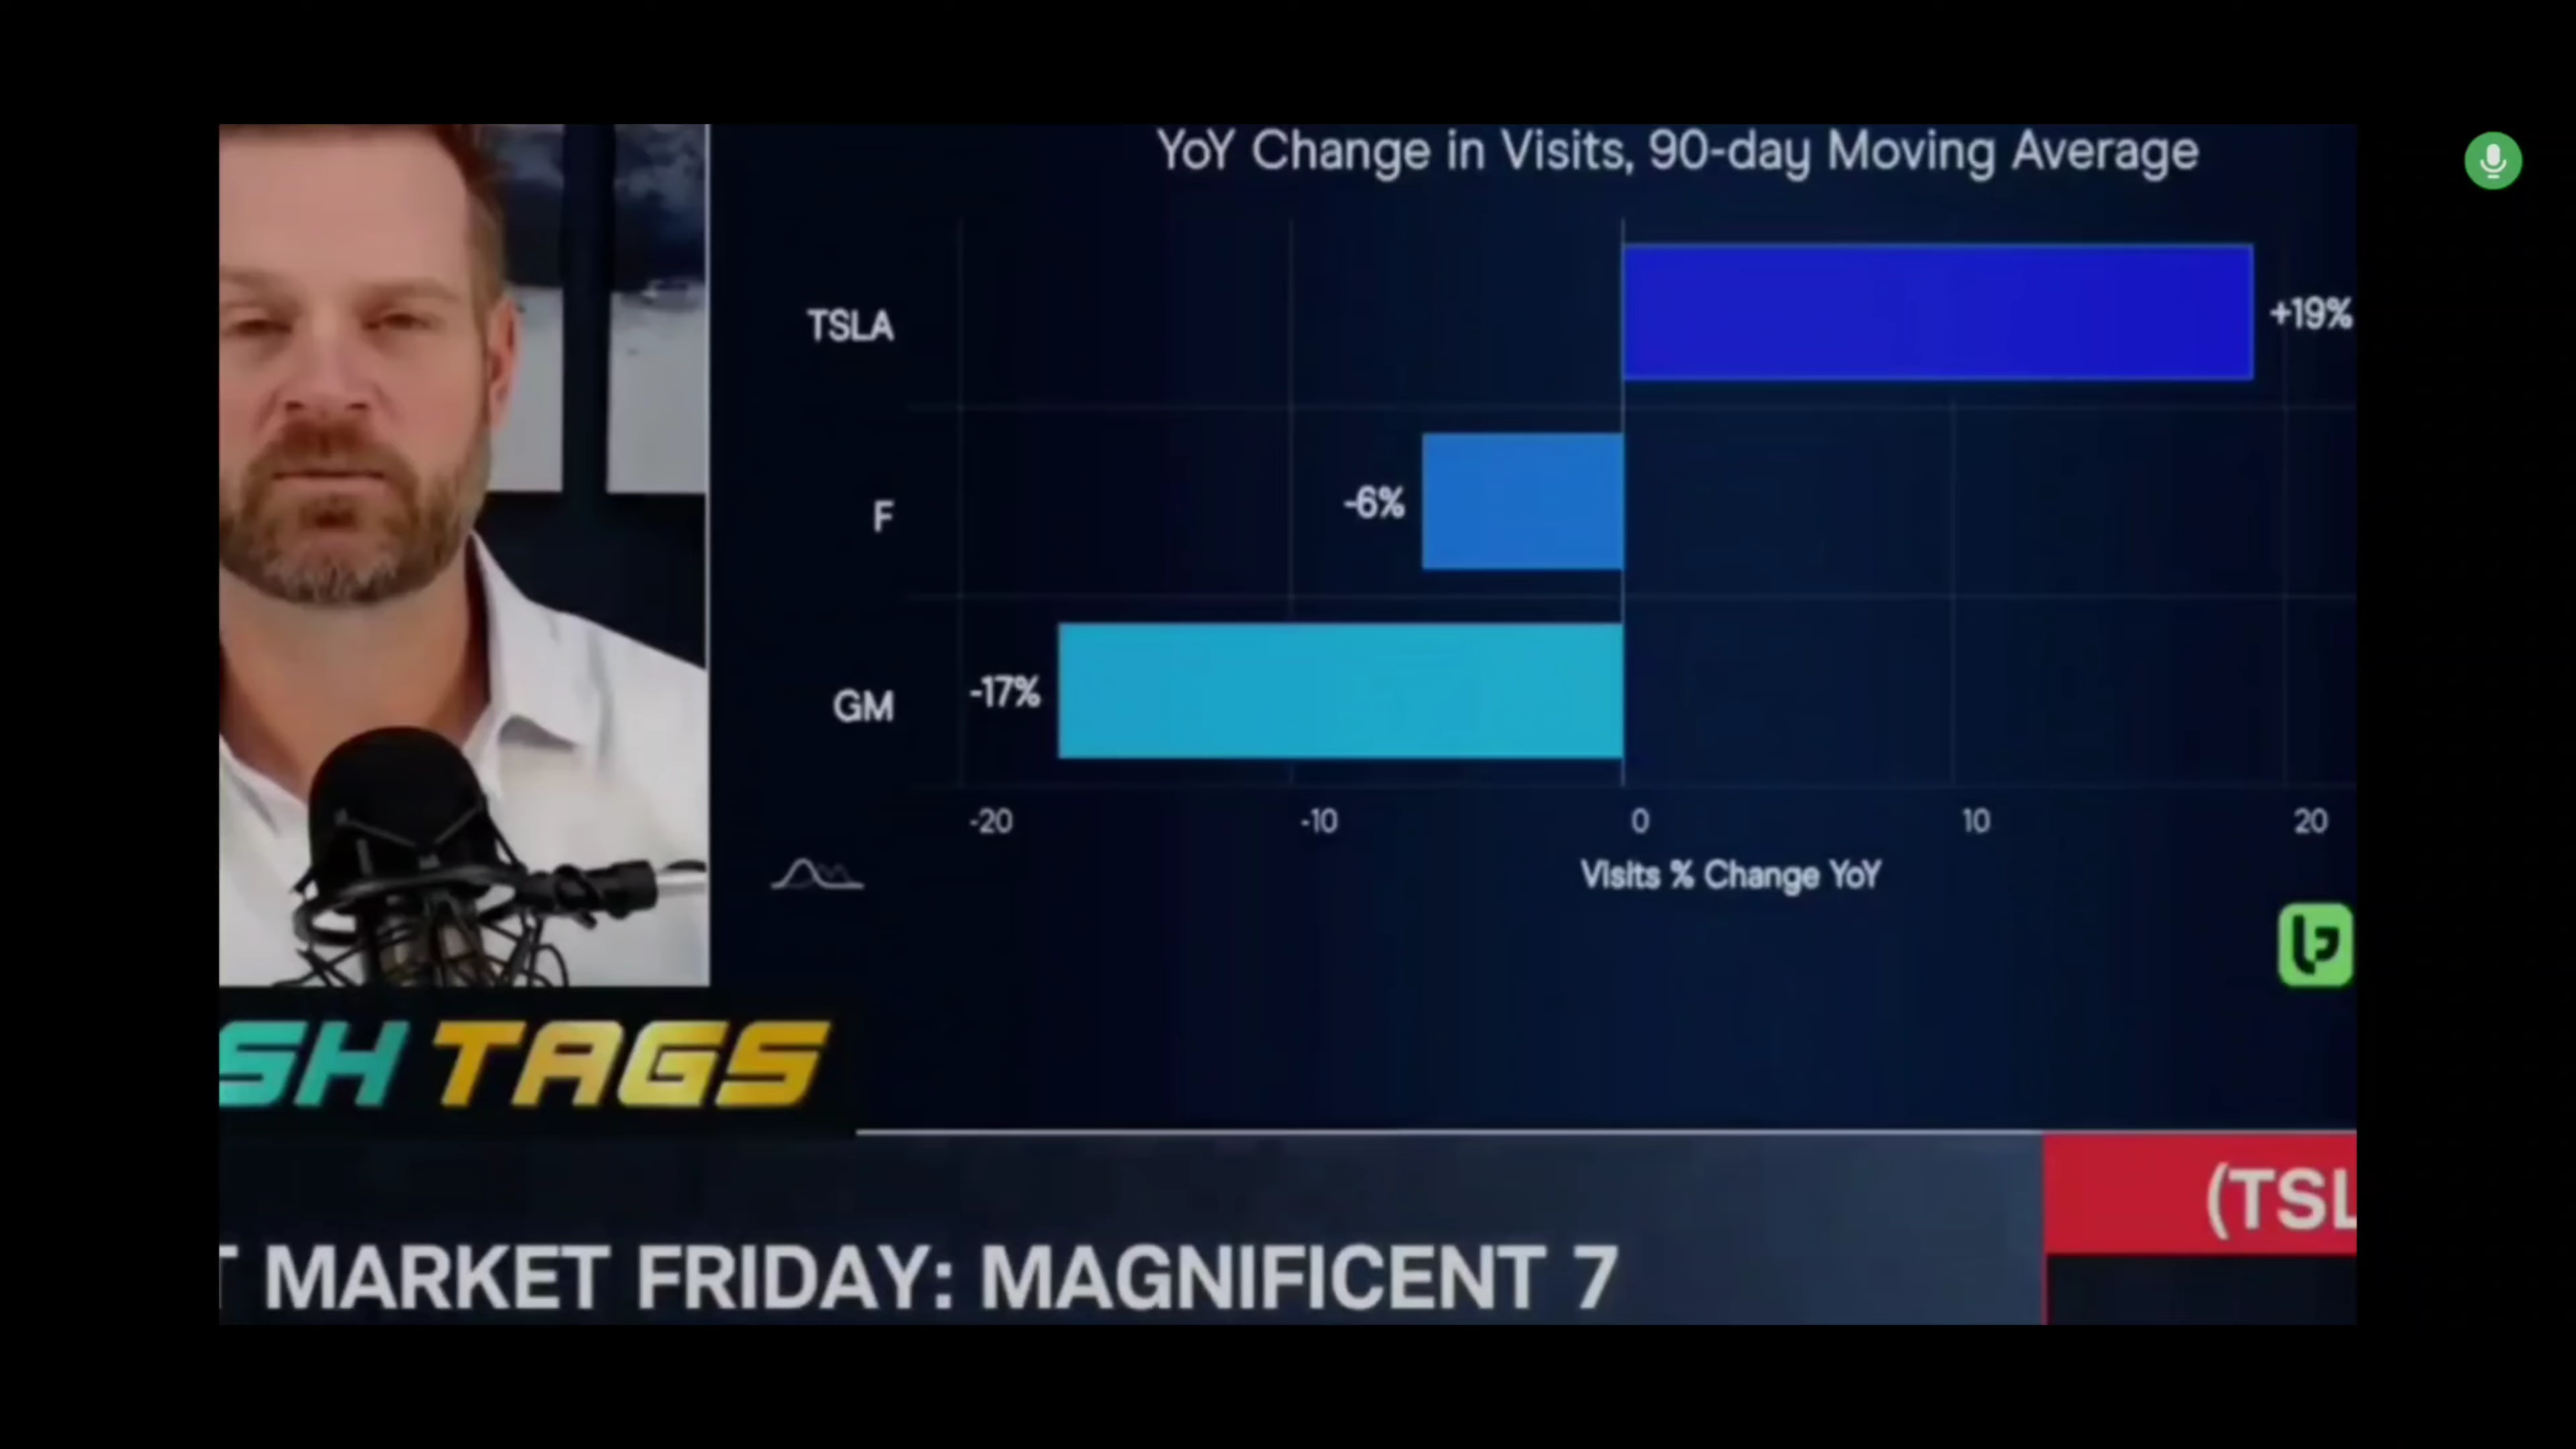 YoY Change in Visits, 90-day Moving Average
TSLA
+19%
F
-6%
GM
-17%
-20
-10
0
10
20
Visits % Change YoY
SH TAGS
(TSL
T MARKET FRIDAY: MAGNIFICENT 7